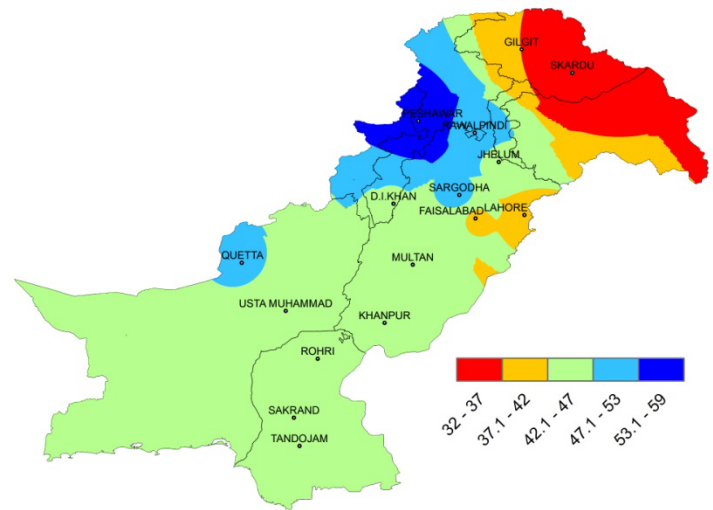 GILGIT
SKARDU
PESHAWAR
RAWALPINDI
JHELUM
SARGODHA
D.I.KHAN
FAISALABAD
LAHORE
QUETTA
MULTAN
USTA MUHAMMAD
KHANPUR
ROHRI
SAKRAND
TANDOJAM
32 - 37
37.1 - 42
42.1 - 47
47.1 - 53
53.1 - 59